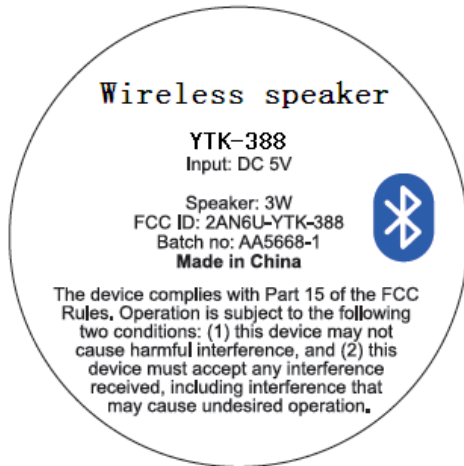 Wireless speaker
YTK-388
Input: DC 5V
Speaker: 3W
FCC ID: 2AN6U-YTK-388
Batch no: AA5668-1
Made in China
The device complies with Part 15 of the FCC
Rules. Operation is subject to the following
two conditions: (1) this device may not
cause harmful interference, and (2) this
device must accept any interference
received, including interference that
may cause undesired operation.